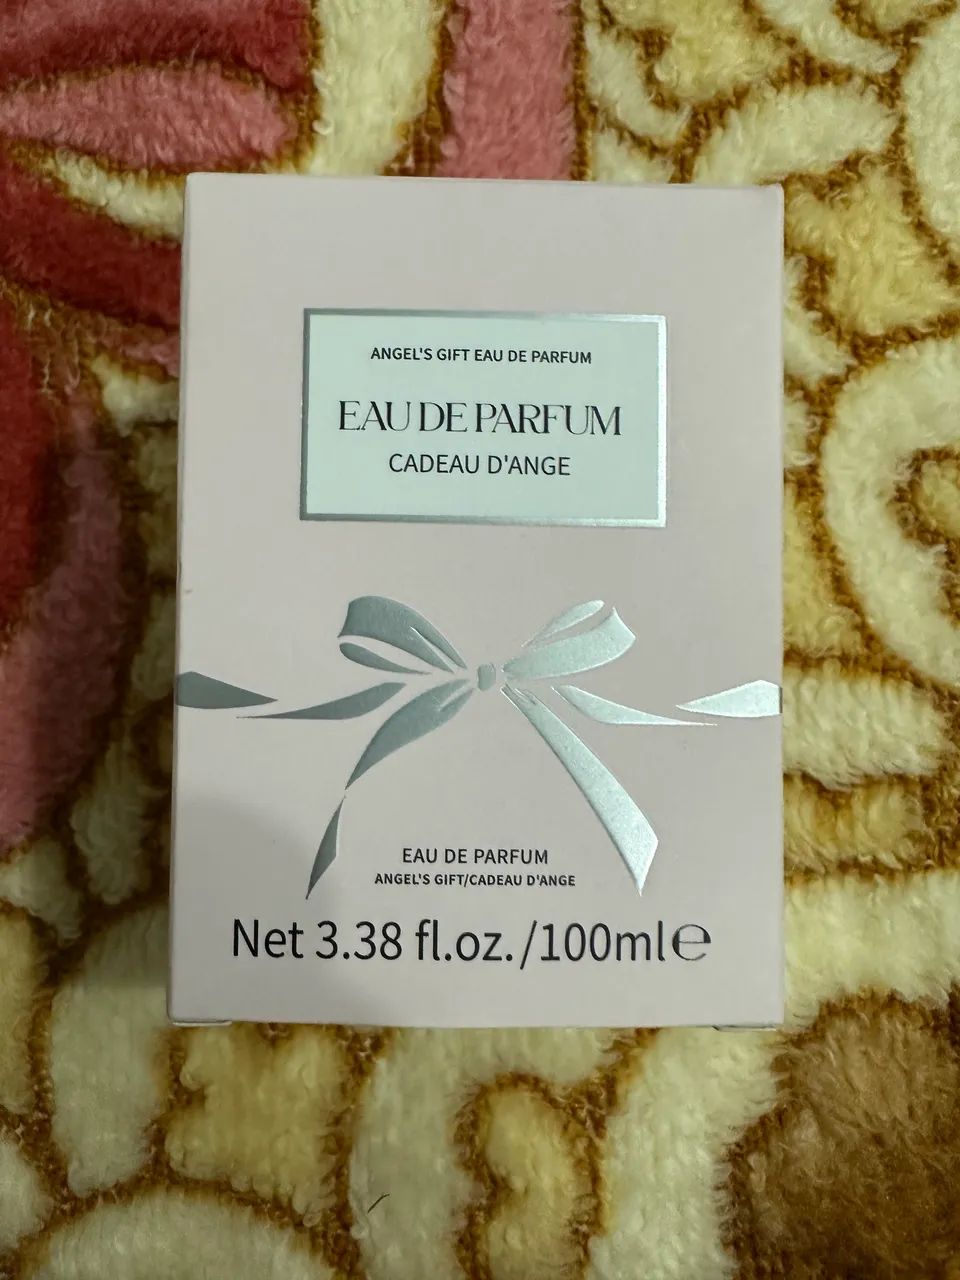 ANGEL'S GIFT EAU DE PARFUM
EAU DE PARFUM
CADEAU D'ANGE
EAU DE PARFUM
ANGEL'S GIFT/CADEAU D'ANGE
Net 3.38 fl.oz./100ml℮